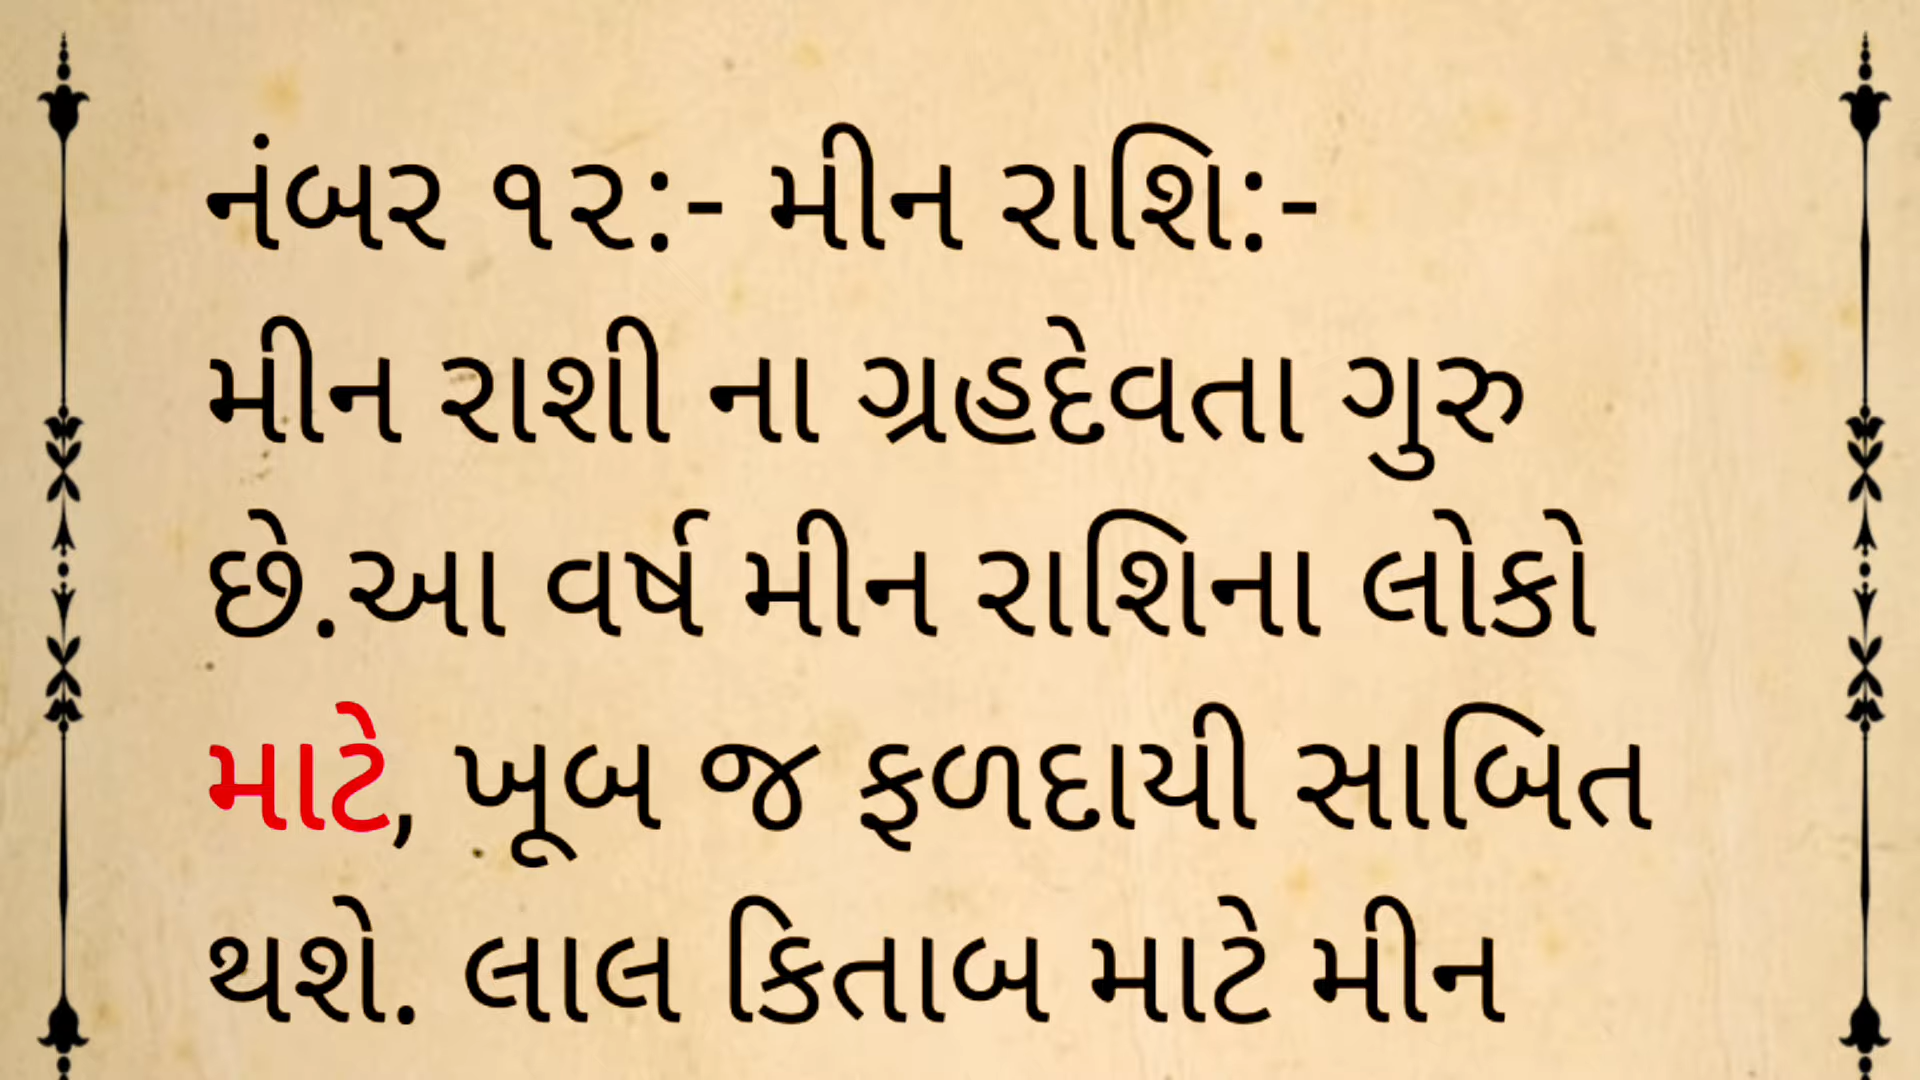 નંબર ૧૨:- મીન રાશિ:-
મીન રાશી ના ગ્રહદેવતા ગુરુ
છે.આ વર્ષ મીન રાશિના લોકો
માટે, ખૂબ જ ફળદાયી સાબિત
થશે. લાલ કિતાબ માટે મીન